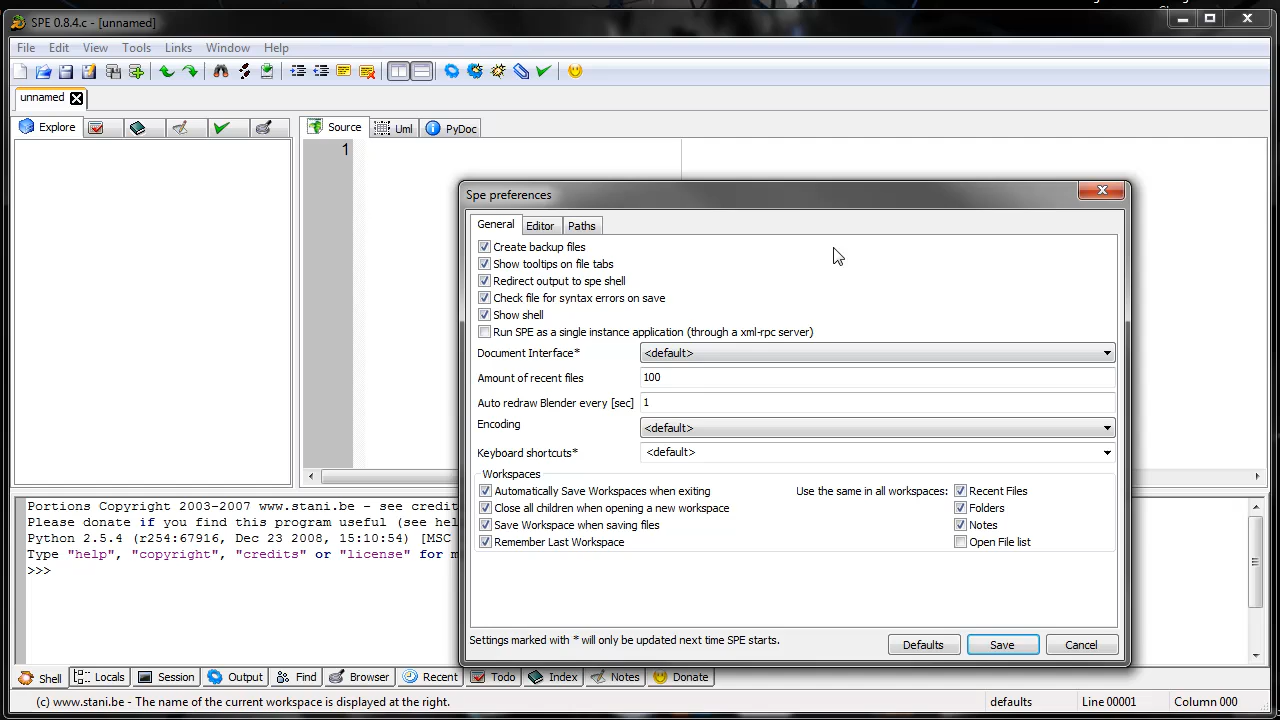 SPE 0.8.4.c - [unnamed]
File Edit View Tools Links Window Help
unnamed
Explore
Source Uml PyDoc
1
Spe preferences
General Editor Paths
Create backup files
Show tooltips on file tabs
Redirect output to spe shell
Check file for syntax errors on save
Show shell
Run SPE as a single instance application (through a xml-rpc server)
Document Interface* <default>
Amount of recent files 100
Auto redraw Blender every [sec] 1
Encoding <default>
Keyboard shortcuts* <default>
Workspaces
Automatically Save Workspaces when exiting Use the same in all workspaces: Recent Files
Close all children when opening a new workspace Folders
Save Workspace when saving files Notes
Remember Last Workspace Open File list
Settings marked with * will only be updated next time SPE starts.
Defaults Save Cancel
Portions Copyright 2003-2007 www.stani.be - see credit
Please donate if you find this program useful (see hel
Python 2.5.4 (r254:67916, Dec 23 2008, 15:10:54) [MSC
Type "help", "copyright", "credits" or "license" for m
>>>
Shell Locals Session Output Find Browser Recent Todo Index Notes Donate
(c) www.stani.be - The name of the current workspace is displayed at the right. defaults Line 00001 Column 000